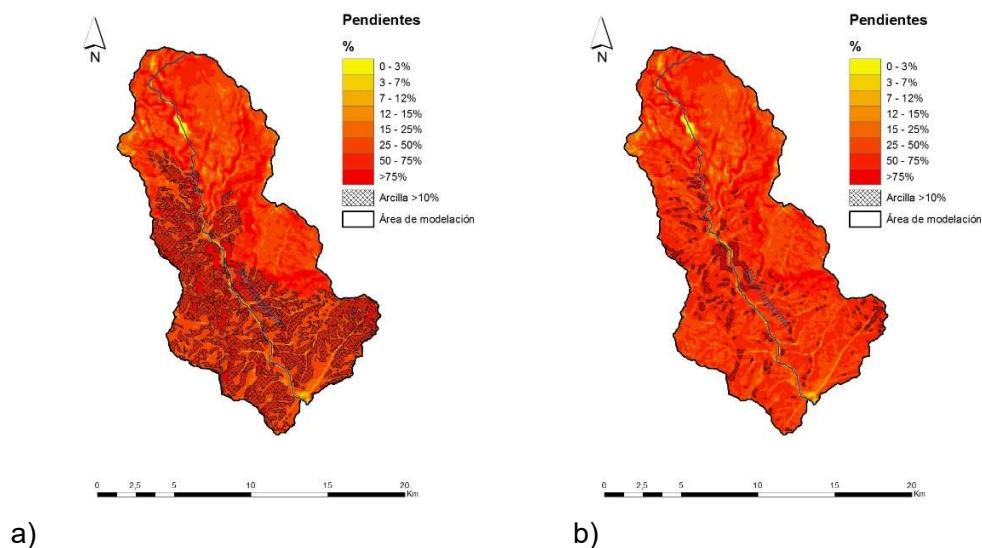 Pendientes
%
0 - 3%
3 - 7%
7 - 12%
12 - 15%
15 - 25%
25 - 50%
50 - 75%
>75%
Arcilla >10%
Área de modelación
N
0 2,5 5 10 15 20
Km
a)
Pendientes
%
0 - 3%
3 - 7%
7 - 12%
12 - 15%
15 - 25%
25 - 50%
50 - 75%
>75%
Arcilla >10%
Área de modelación
N
0 2,5 5 10 15 20
Km
b)